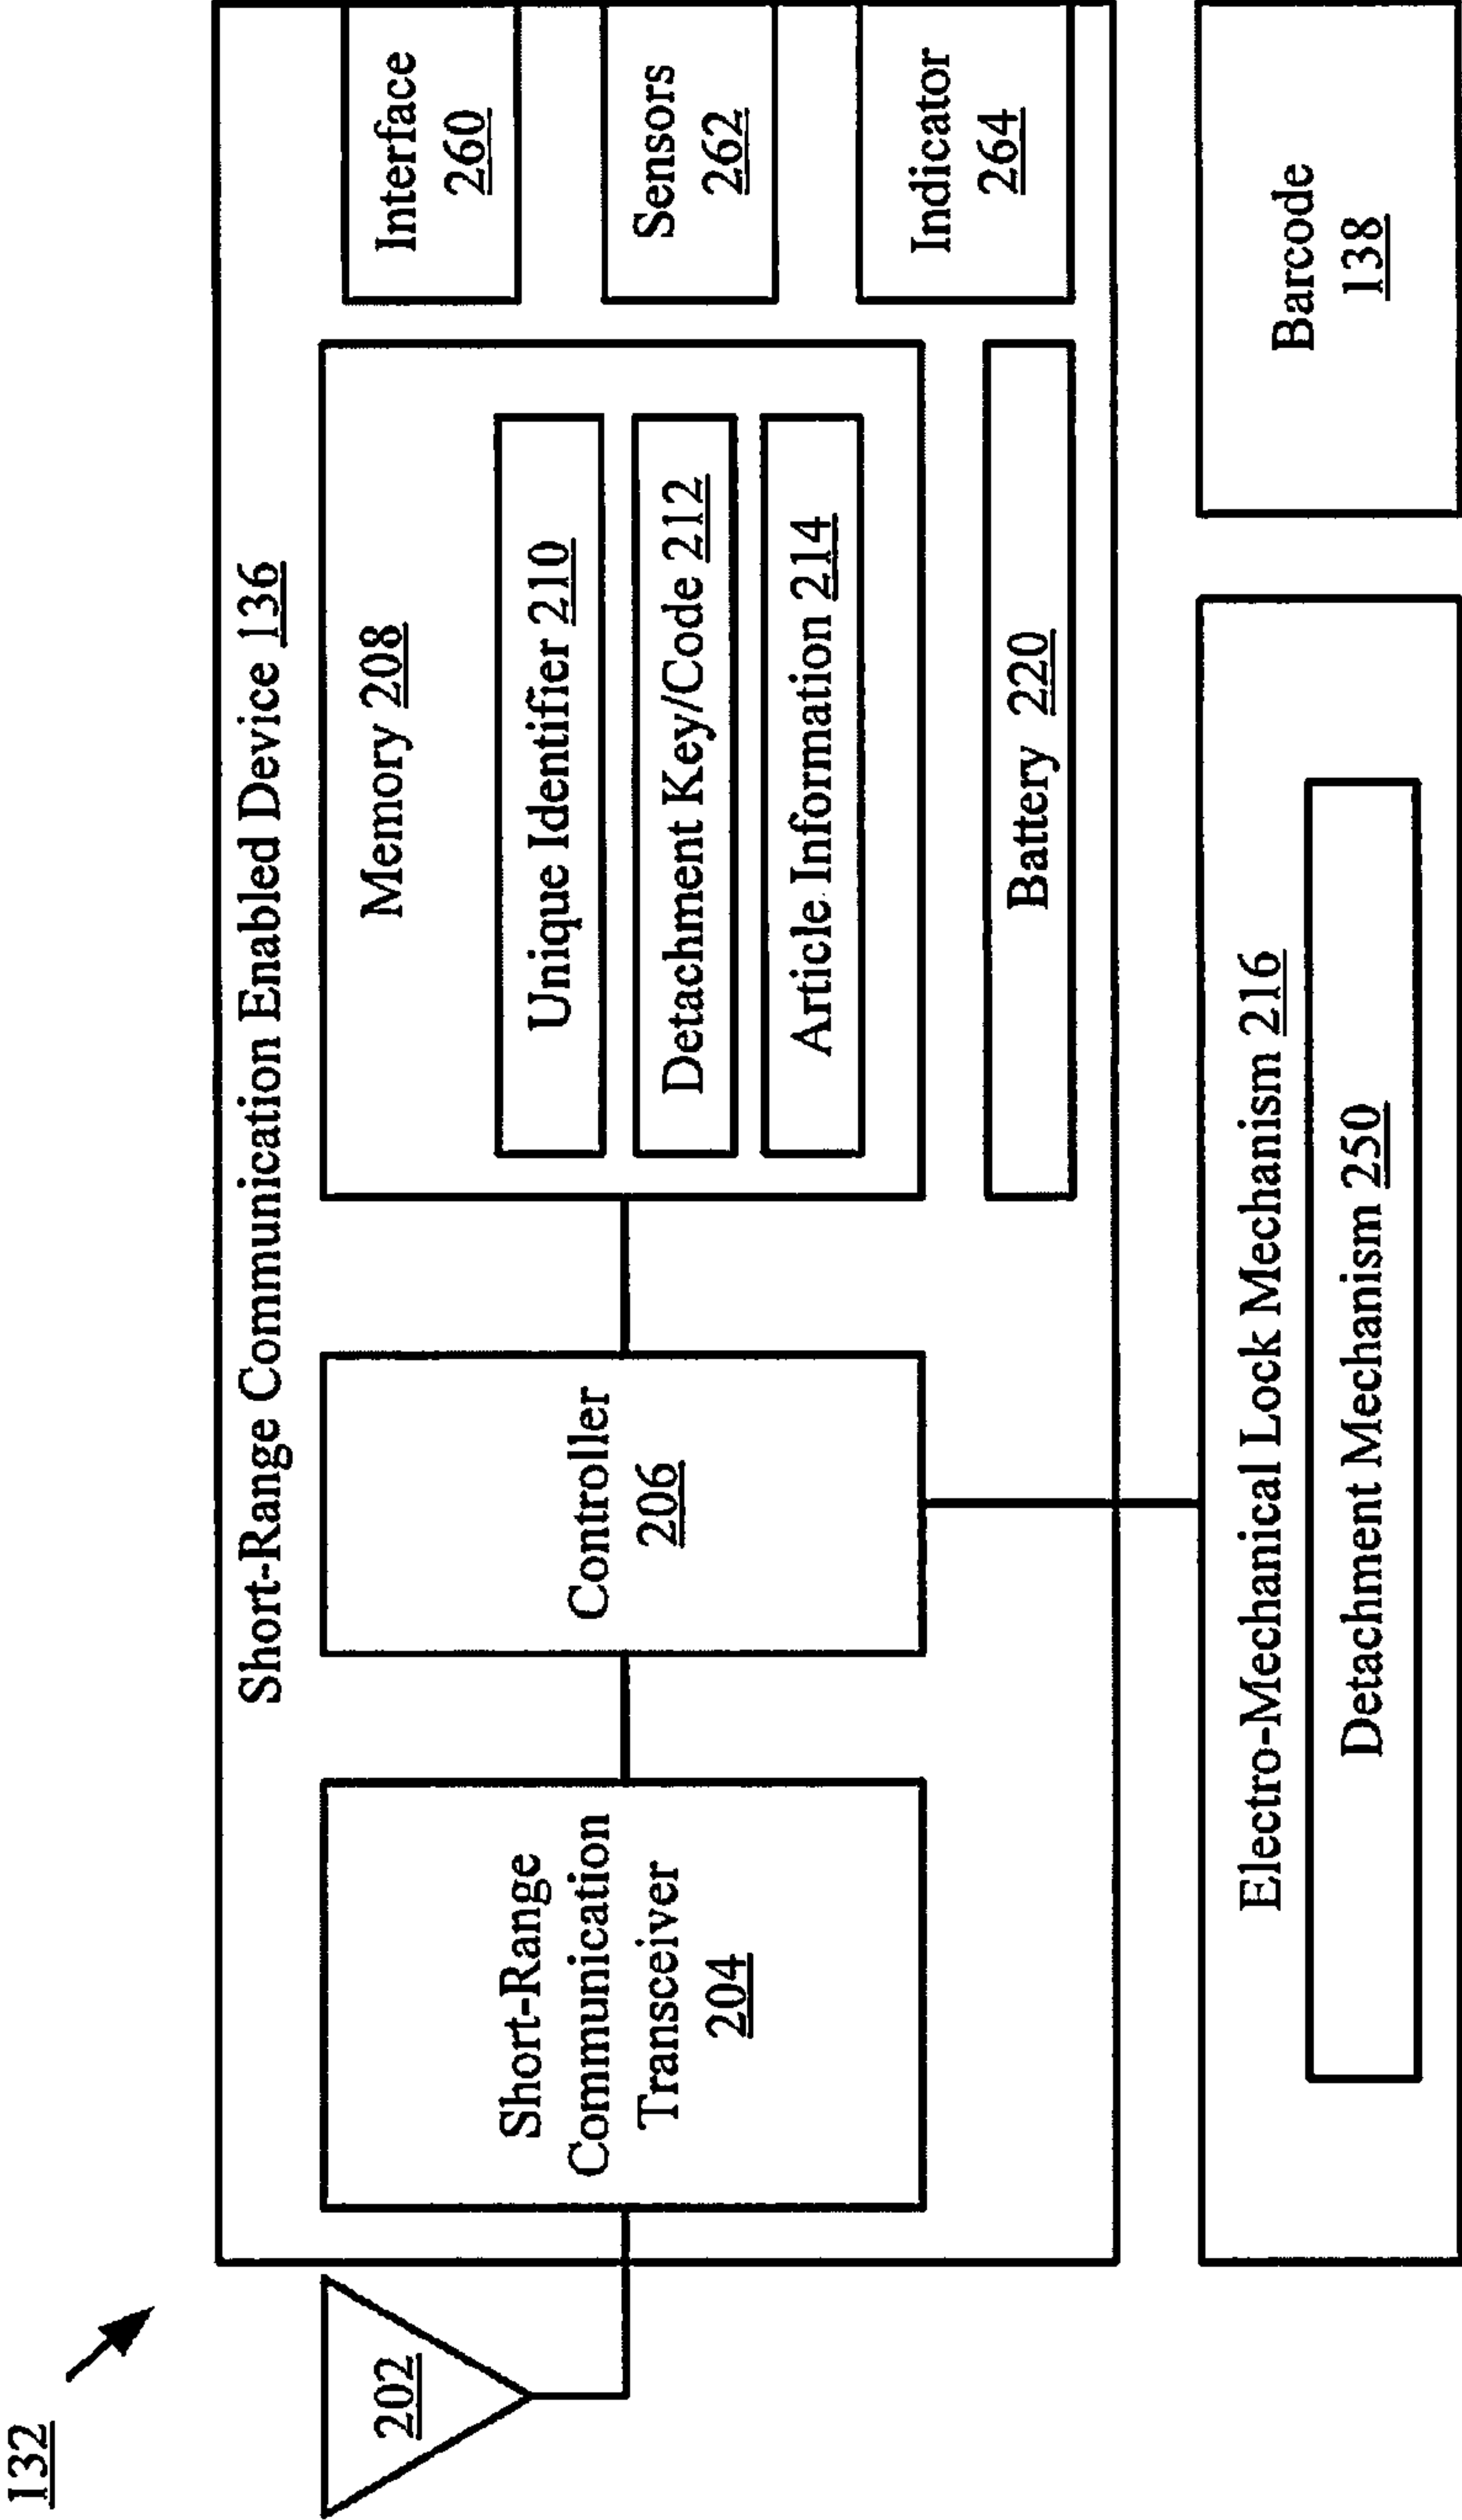 132
202
Short-Range Communication Enabled Device 136
Short-Range
Communication
Transceiver
204
Controller
206
Memory 208
Unique Identifier 210
Detachment Key/Code 212
Article Information 214
Battery 220
Interface
260
Sensors
262
Indicator
264
Electro-Mechanical Lock Mechanism 216
Detachment Mechanism 250
Barcode
138